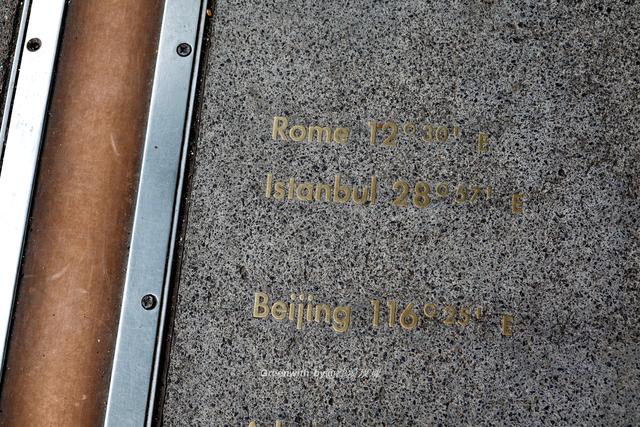 Rome 12° 30' E
Istanbul 28° 57' E
Beijing 116° 25' E